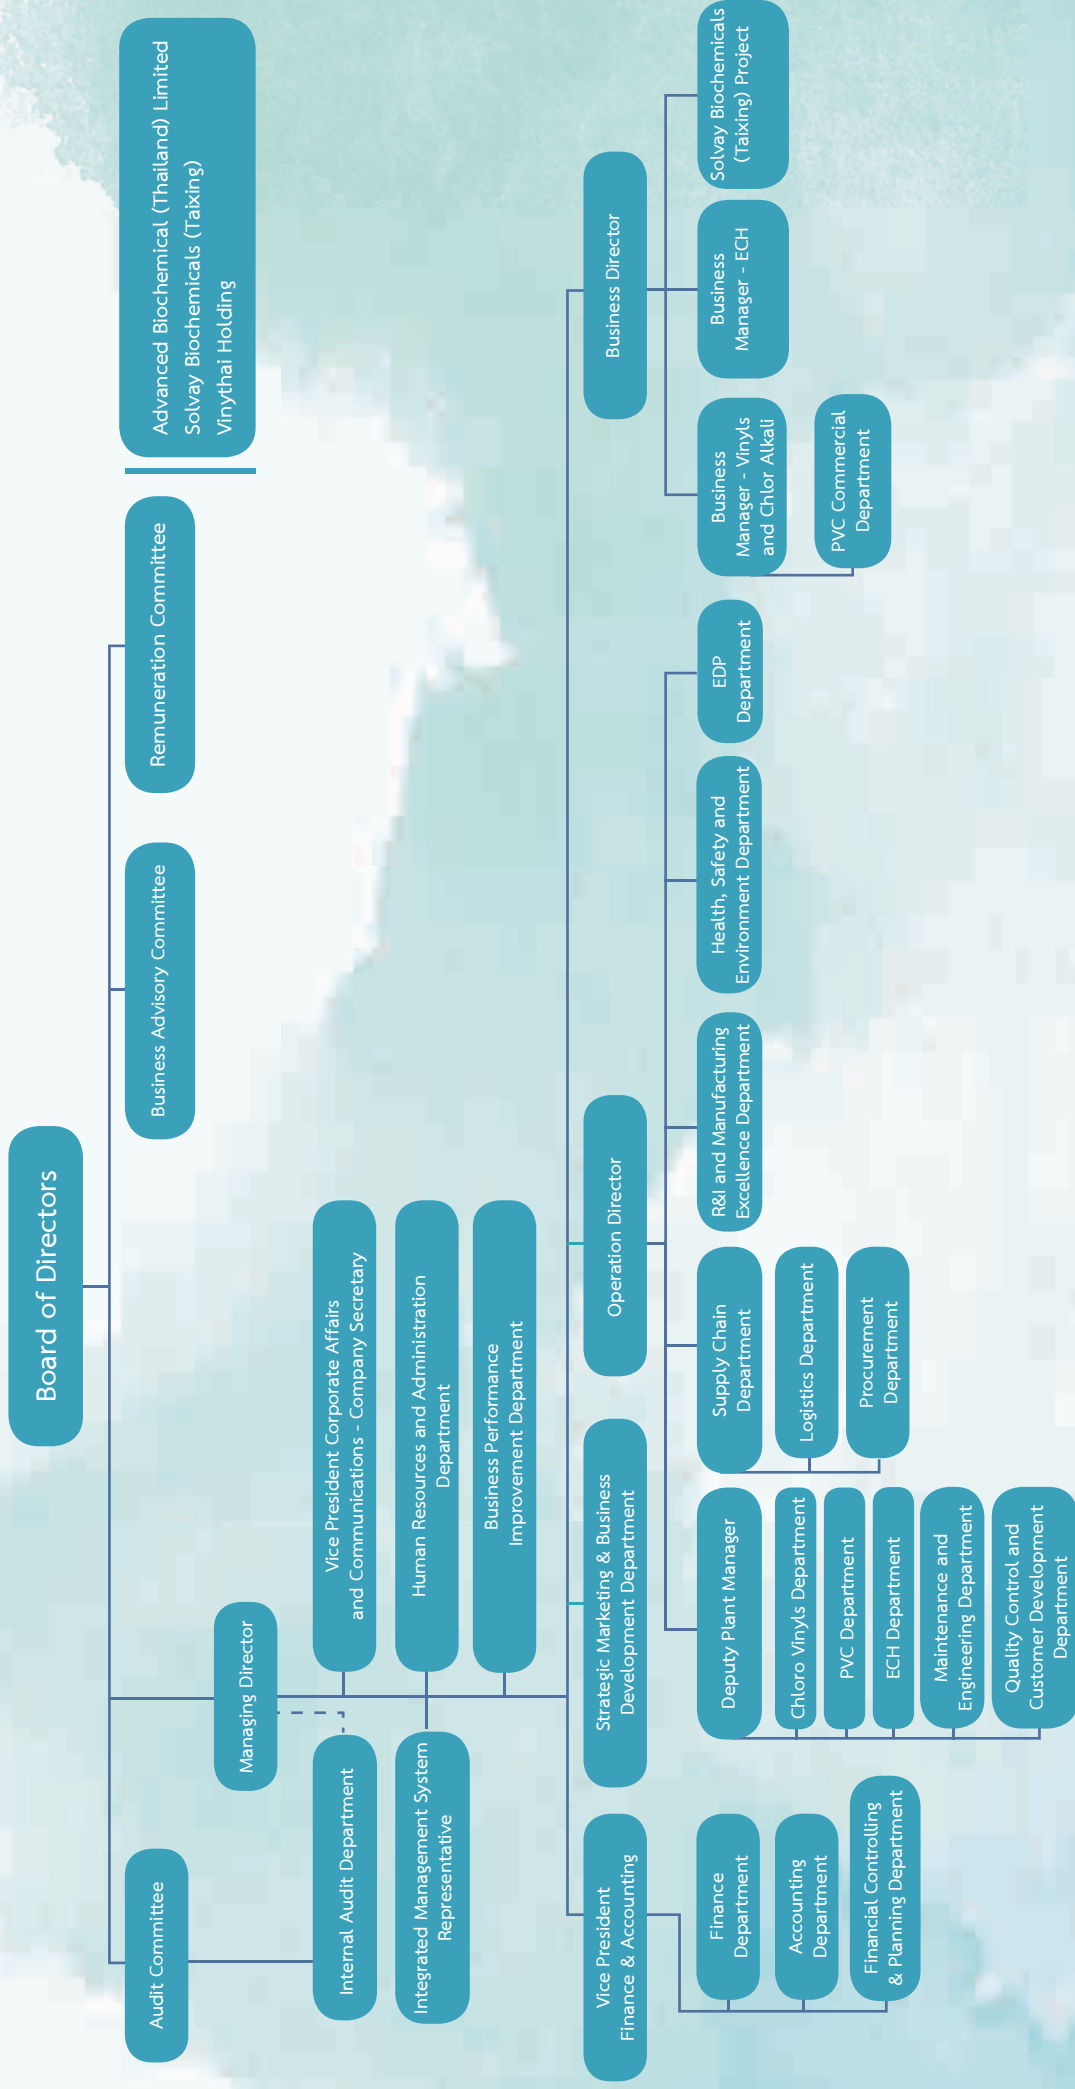 Board of Directors
Audit Committee
Business Advisory Committee
Remuneration Committee
Advanced Biochemical (Thailand) Limited
Solvay Biochemicals (Taixing)
Vinythai Holding
Managing Director
Internal Audit Department
Vice President Corporate Affairs
and Communications - Company Secretary
Integrated Management System
Representative
Human Resources and Administration
Department
Business Performance
Improvement Department
Vice President
Finance & Accounting
Strategic Marketing & Business
Development Department
Operation Director
Business Director
Finance
Department
Accounting
Department
Financial Controlling
& Planning Department
Deputy Plant Manager
Chloro Vinyls Department
PVC Department
ECH Department
Maintenance and
Engineering Department
Quality Control and
Customer Development
Department
Supply Chain
Department
Logistics Department
Procurement
Department
R&I and Manufacturing
Excellence Department
Health, Safety and
Environment Department
EDP
Department
Business
Manager - Vinyls
and Chlor Alkali
PVC Commercial
Department
Business
Manager - ECH
Solvay Biochemicals
(Taixing) Project